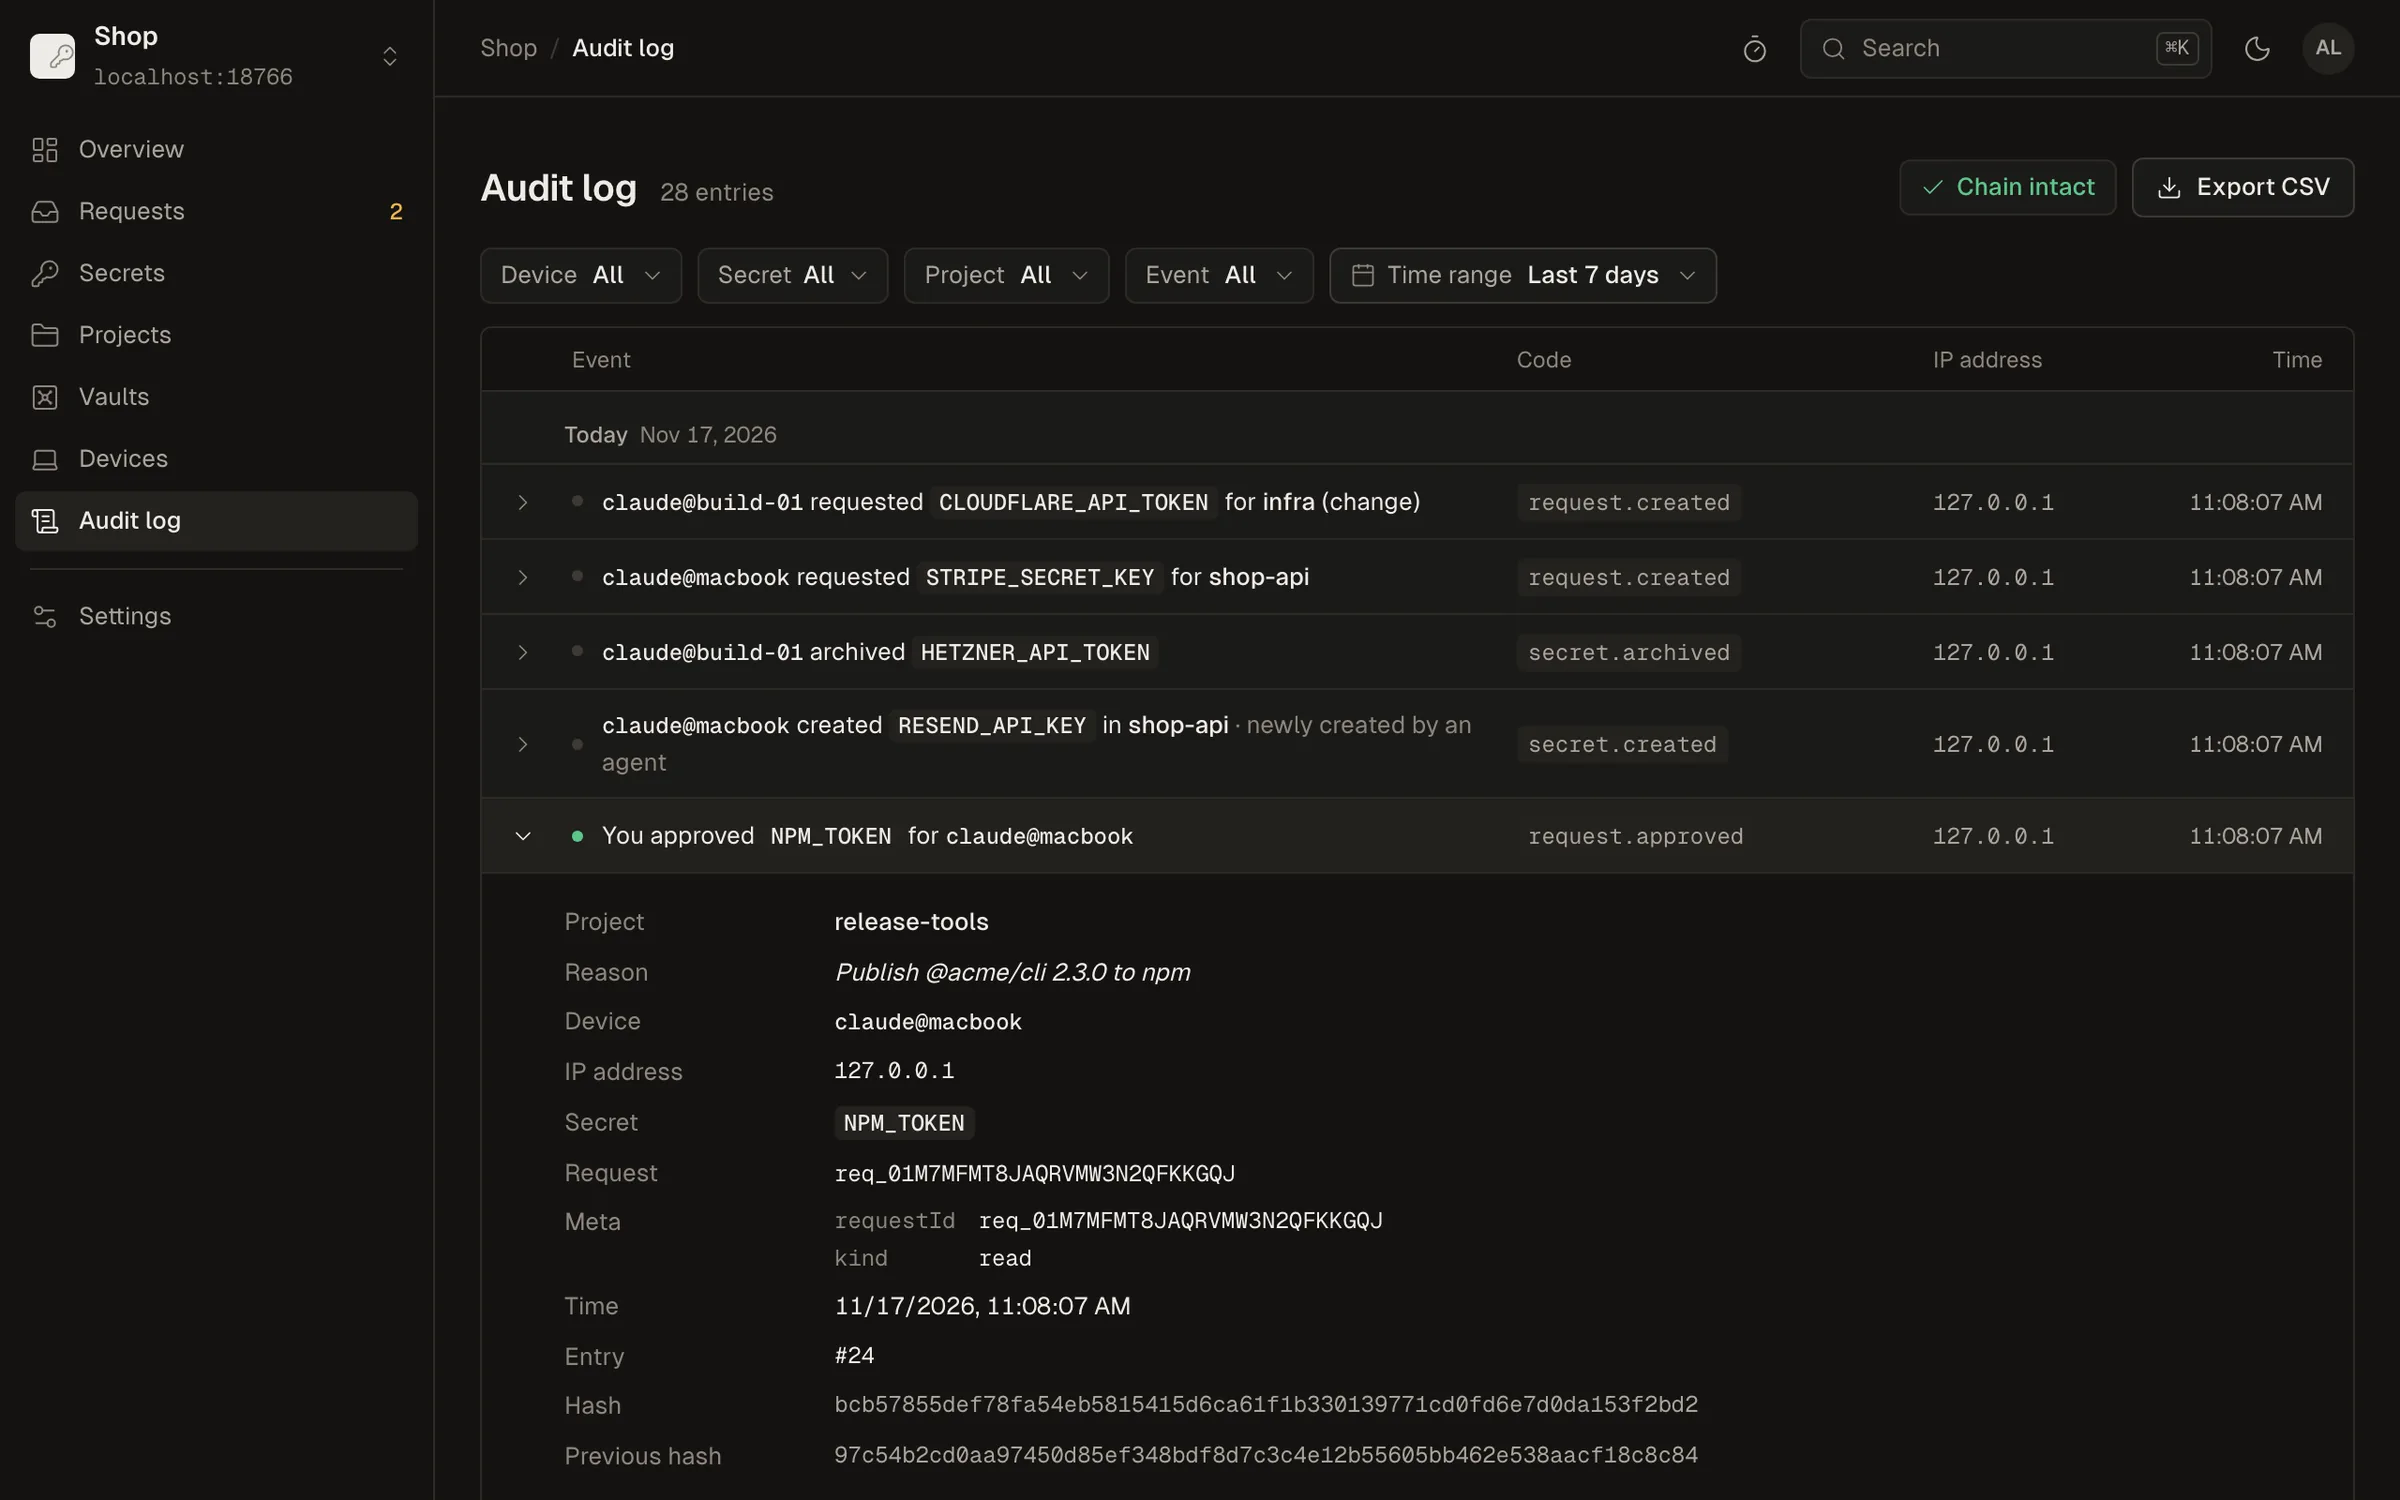 Shop
localhost:18766
Overview
Requests 2
Secrets
Projects
Vaults
Devices
Audit log
Settings
Shop / Audit log
Search ⌘K
AL
Audit log 28 entries
Chain intact
Export CSV
Device All
Secret All
Project All
Event All
Time range Last 7 days
Event Code IP address Time
Today Nov 17, 2026
claude@build-01 requested CLOUDFLARE_API_TOKEN for infra (change) request.created 127.0.0.1 11:08:07 AM
claude@macbook requested STRIPE_SECRET_KEY for shop-api request.created 127.0.0.1 11:08:07 AM
claude@build-01 archived HETZNER_API_TOKEN secret.archived 127.0.0.1 11:08:07 AM
claude@macbook created RESEND_API_KEY in shop-api · newly created by an
agent secret.created 127.0.0.1 11:08:07 AM
You approved NPM_TOKEN for claude@macbook request.approved 127.0.0.1 11:08:07 AM
Project release-tools
Reason Publish @acme/cli 2.3.0 to npm
Device claude@macbook
IP address 127.0.0.1
Secret NPM_TOKEN
Request req_01M7MFMT8JAQRVMW3N2QFKKGQJ
Meta requestId req_01M7MFMT8JAQRVMW3N2QFKKGQJ
kind read
Time 11/17/2026, 11:08:07 AM
Entry #24
Hash bcb57855def78fa54eb5815415d6ca61f1b330139771cd0fd6e7d0da153f2bd2
Previous hash 97c54b2cd0aa97450d85ef348bdf8d7c3c4e12b55605bb462e538aacf18c8c84